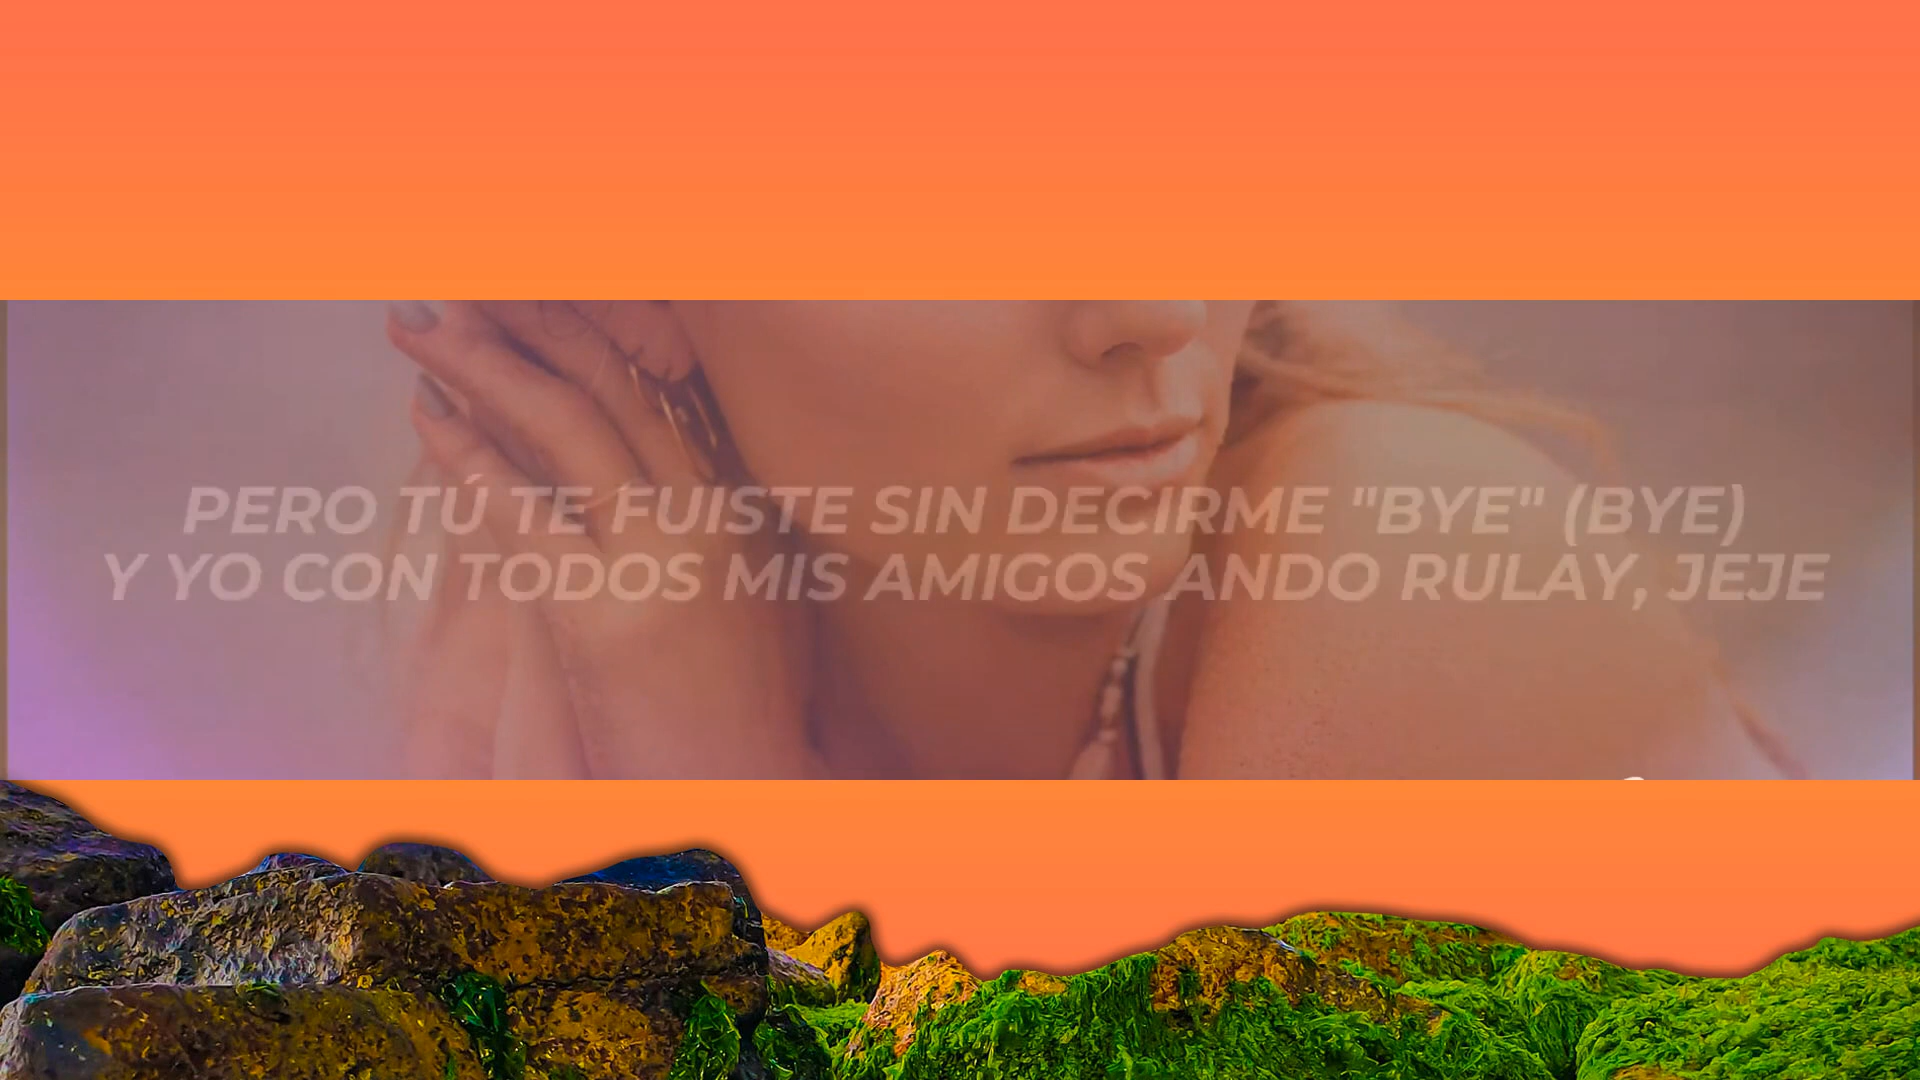 PERO TÚ TE FUISTE SIN DECIRME "BYE" (BYE)
Y YO CON TODOS MIS AMIGOS ANDO RULAY, JEJE